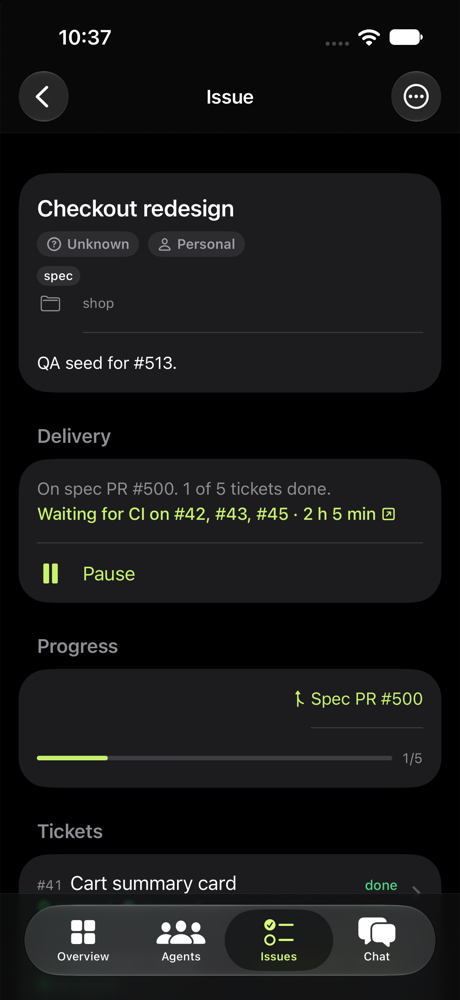 10:37
Issue
Checkout redesign
Unknown
Personal
spec
shop
QA seed for #513.
Delivery
On spec PR #500. 1 of 5 tickets done.
Waiting for CI on #42, #43, #45 · 2 h 5 min
Pause
Progress
Spec PR #500
1/5
Tickets
#41 Cart summary card done
Overview
Agents
Issues
Chat